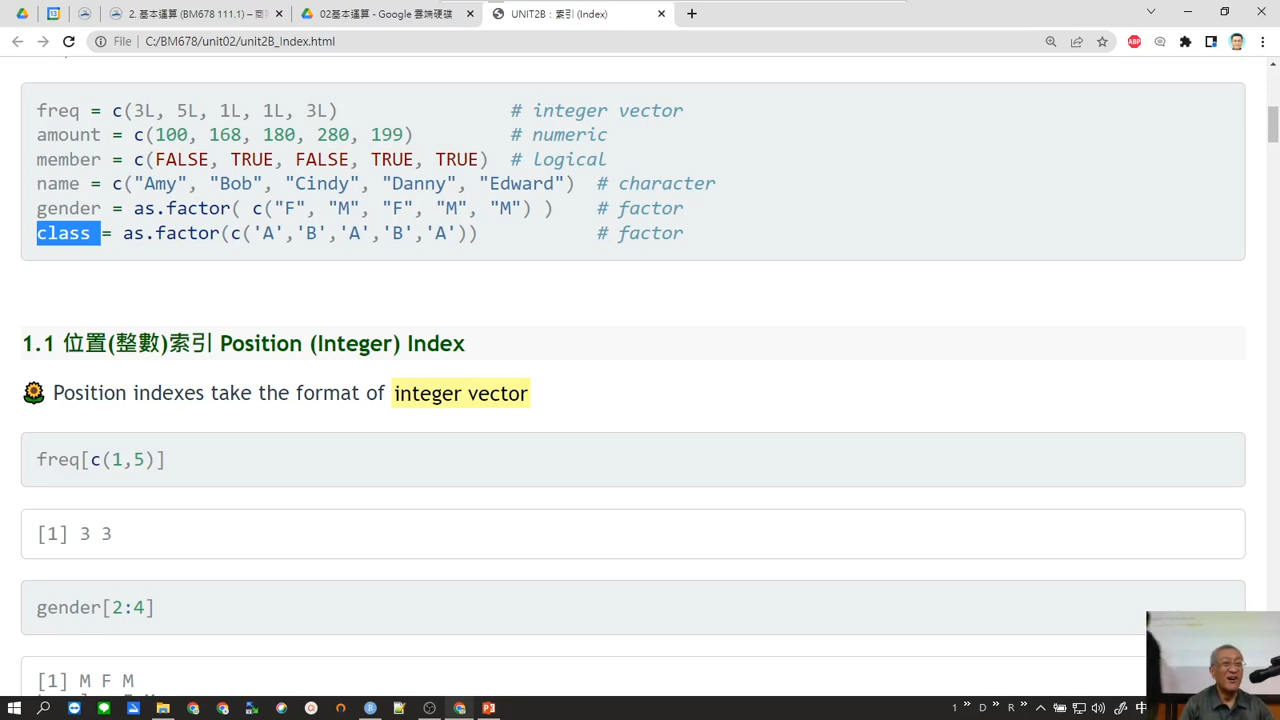 2. 基本運算 (BM678 111.1) – 商
02基本運算 - Google 雲端硬碟
UNIT2B：索引 (Index)
File C:/BM678/unit02/unit2B_Index.html
freq = c(3L, 5L, 1L, 1L, 3L) # integer vector
amount = c(100, 168, 180, 280, 199) # numeric
member = c(FALSE, TRUE, FALSE, TRUE, TRUE) # logical
name = c("Amy", "Bob", "Cindy", "Danny", "Edward") # character
gender = as.factor( c("F", "M", "F", "M", "M") ) # factor
class = as.factor(c('A','B','A','B','A')) # factor
1.1 位置(整數)索引 Position (Integer) Index
Position indexes take the format of integer vector
freq[c(1,5)]
[1] 3 3
gender[2:4]
[1] M F M
1 D R 中